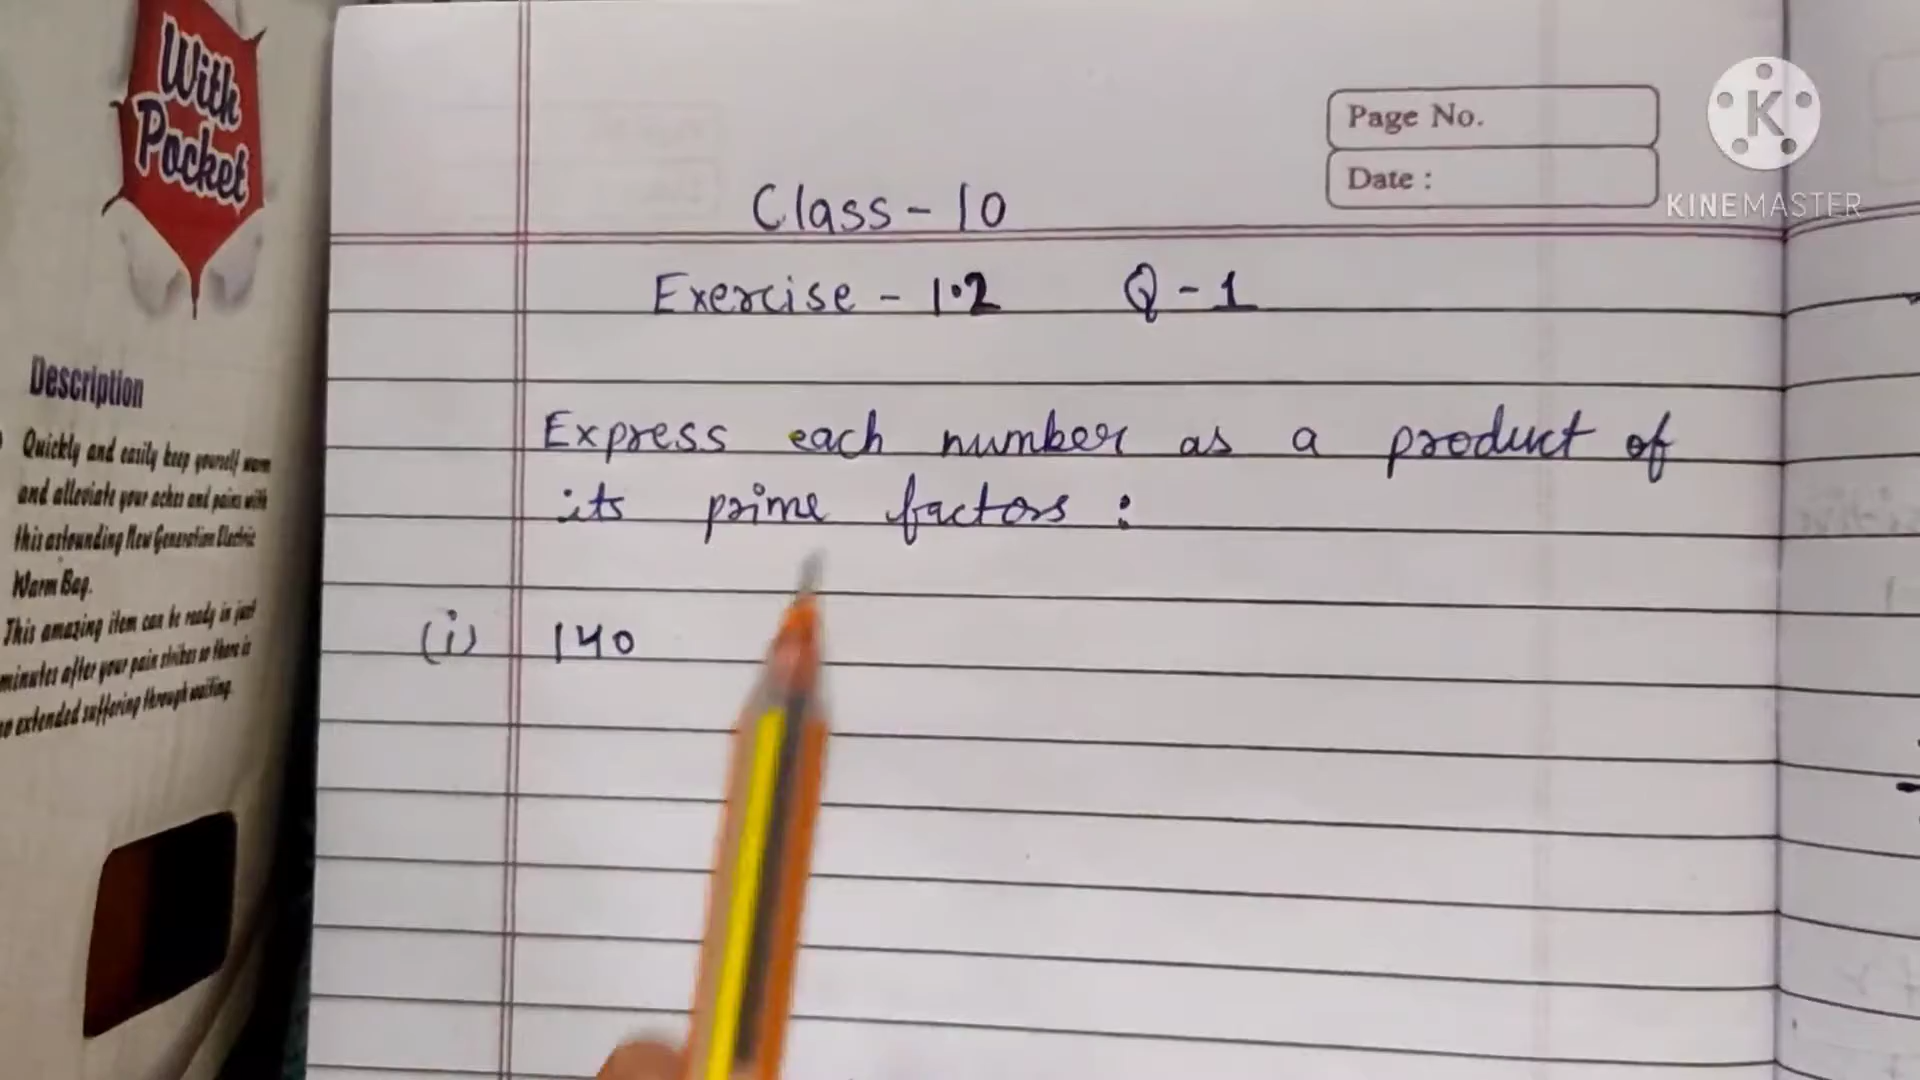 With
Pocket
Description
Quickly and easily keep yourself warm
and alleviate your aches and pains with
this astounding New Generation Electric
Warm Bag.
This amazing item can be ready in just
minutes after your pain strikes so there is
no extended suffering through waiting.
Page No.
Date :
K
KINEMASTER
Class - 10
Exercise - 1.2 Q - 1
Express each number as a product of
its prime factors :
(i) 140